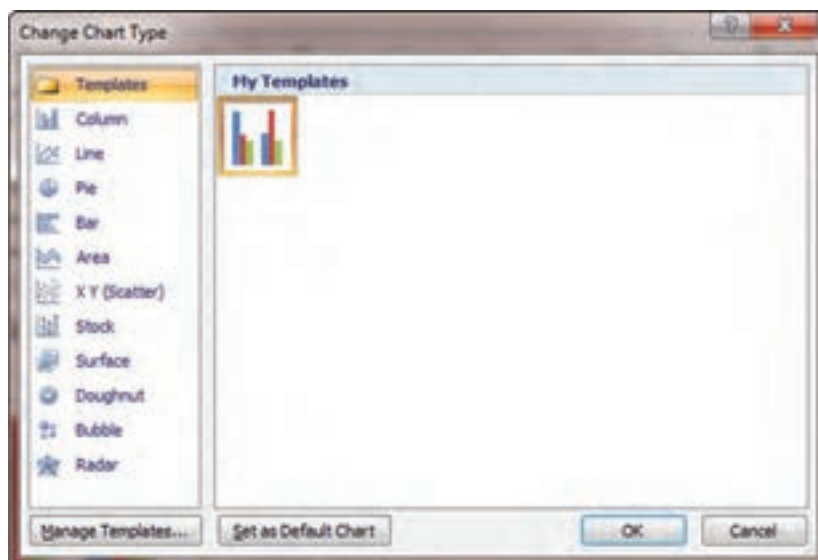 Change Chart Type
Templates
Column
Line
Pie
Bar
Area
X Y (Scatter)
Stock
Surface
Doughnut
Bubble
Radar
My Templates
Manage Templates...
Set as Default Chart
OK
Cancel